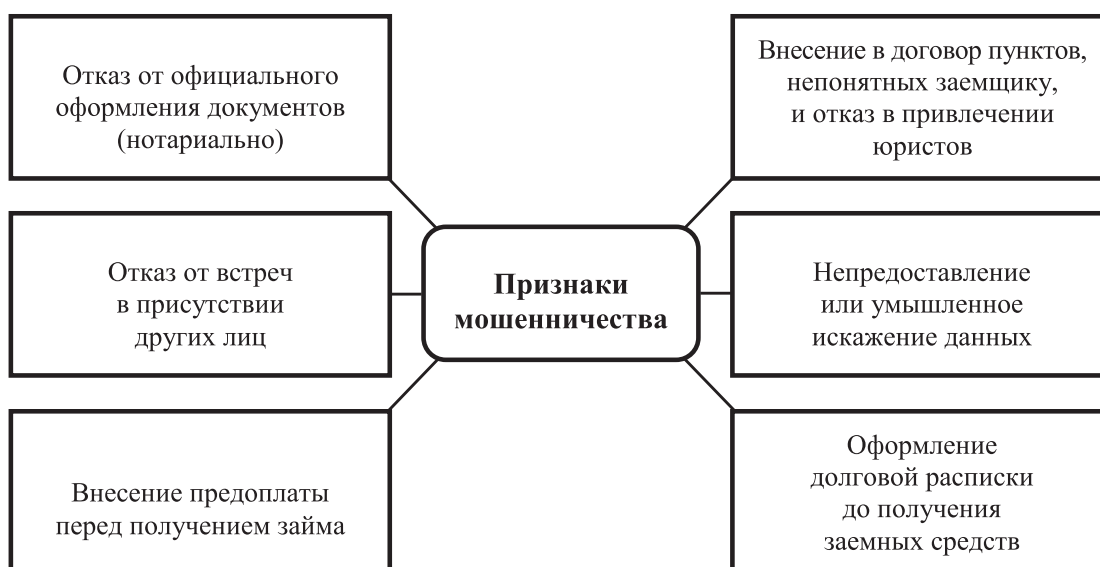 Отказ от официального
оформления документов
(нотариально)
Внесение в договор пунктов,
непонятных заемщику,
и отказ в привлечении
юристов
Отказ от встреч
в присутствии
других лиц
Признаки
мошенничества
Непредоставление
или умышленное
искажение данных
Внесение предоплаты
перед получением займа
Оформление
долговой расписки
до получения
заемных средств